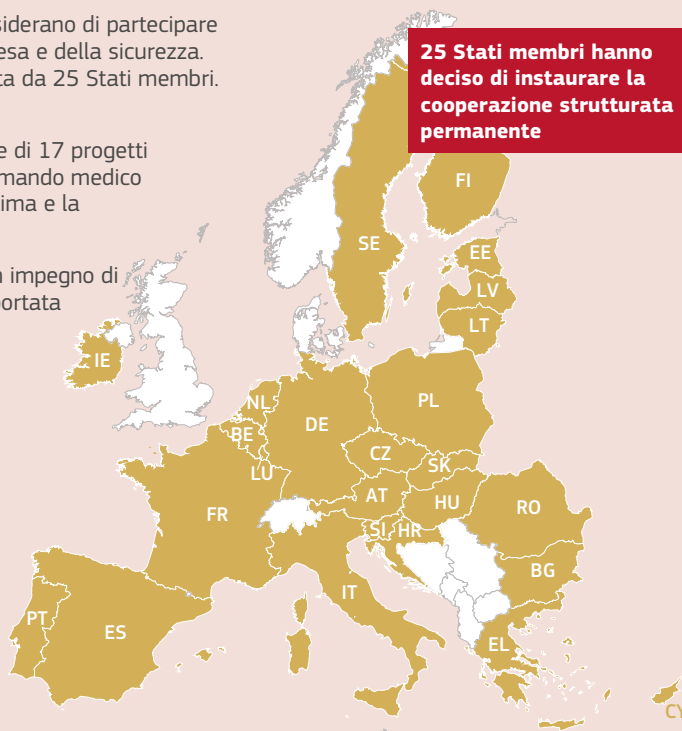 siderano di partecipare
esa e della sicurezza.
ta da 25 Stati membri.
e di 17 progetti
mando medico
ima e la
impegno di
portata
25 Stati membri hanno
deciso di instaurare la
cooperazione strutturata
permanente
FI
SE
EE
LV
LT
IE
NL
BE
DE
PL
LU
CZ
SK
FR
AT
HU
RO
SI
HR
BG
IT
PT
ES
EL
CY